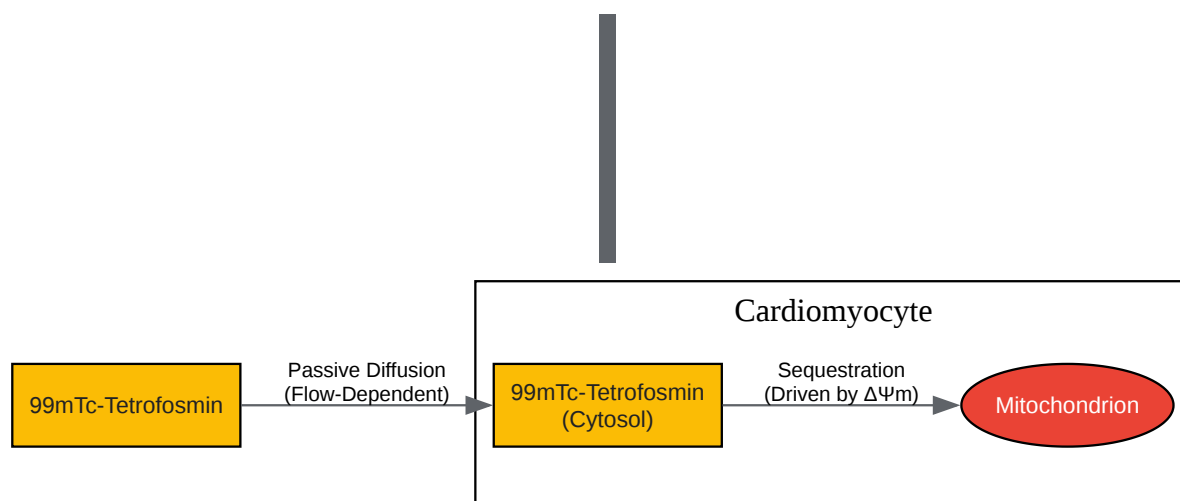 Cardiomyocyte
99mTc-Tetrofosmin
Passive Diffusion
(Flow-Dependent)
99mTc-Tetrofosmin
(Cytosol)
Sequestration
(Driven by ΔΨm)
Mitochondrion